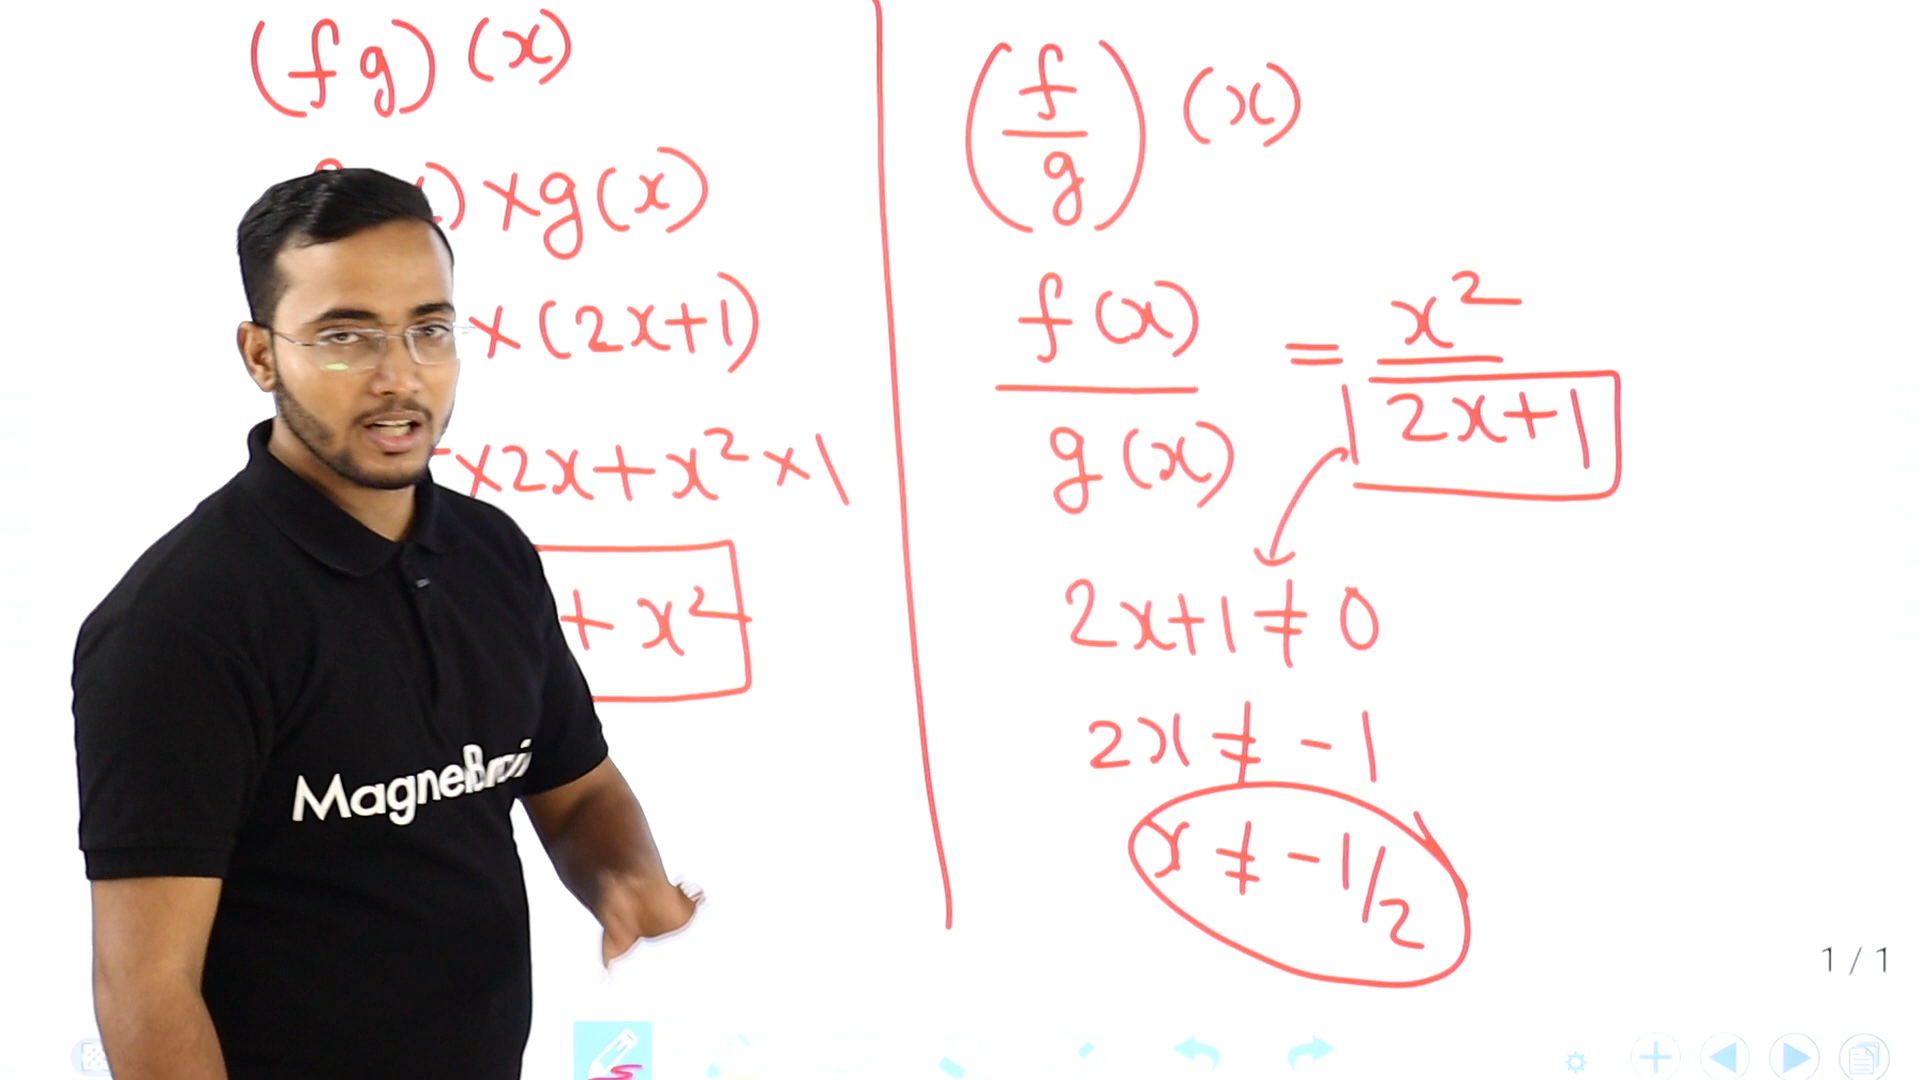 (fg) (x)
) × g(x)
× (2x+1)
×2x + x² × 1
+ x²
(f/g) (x)
f(x)/g(x) = x²/2x+1
2x+1 ≠ 0
2x ≠ -1
x ≠ -1/2
1 / 1